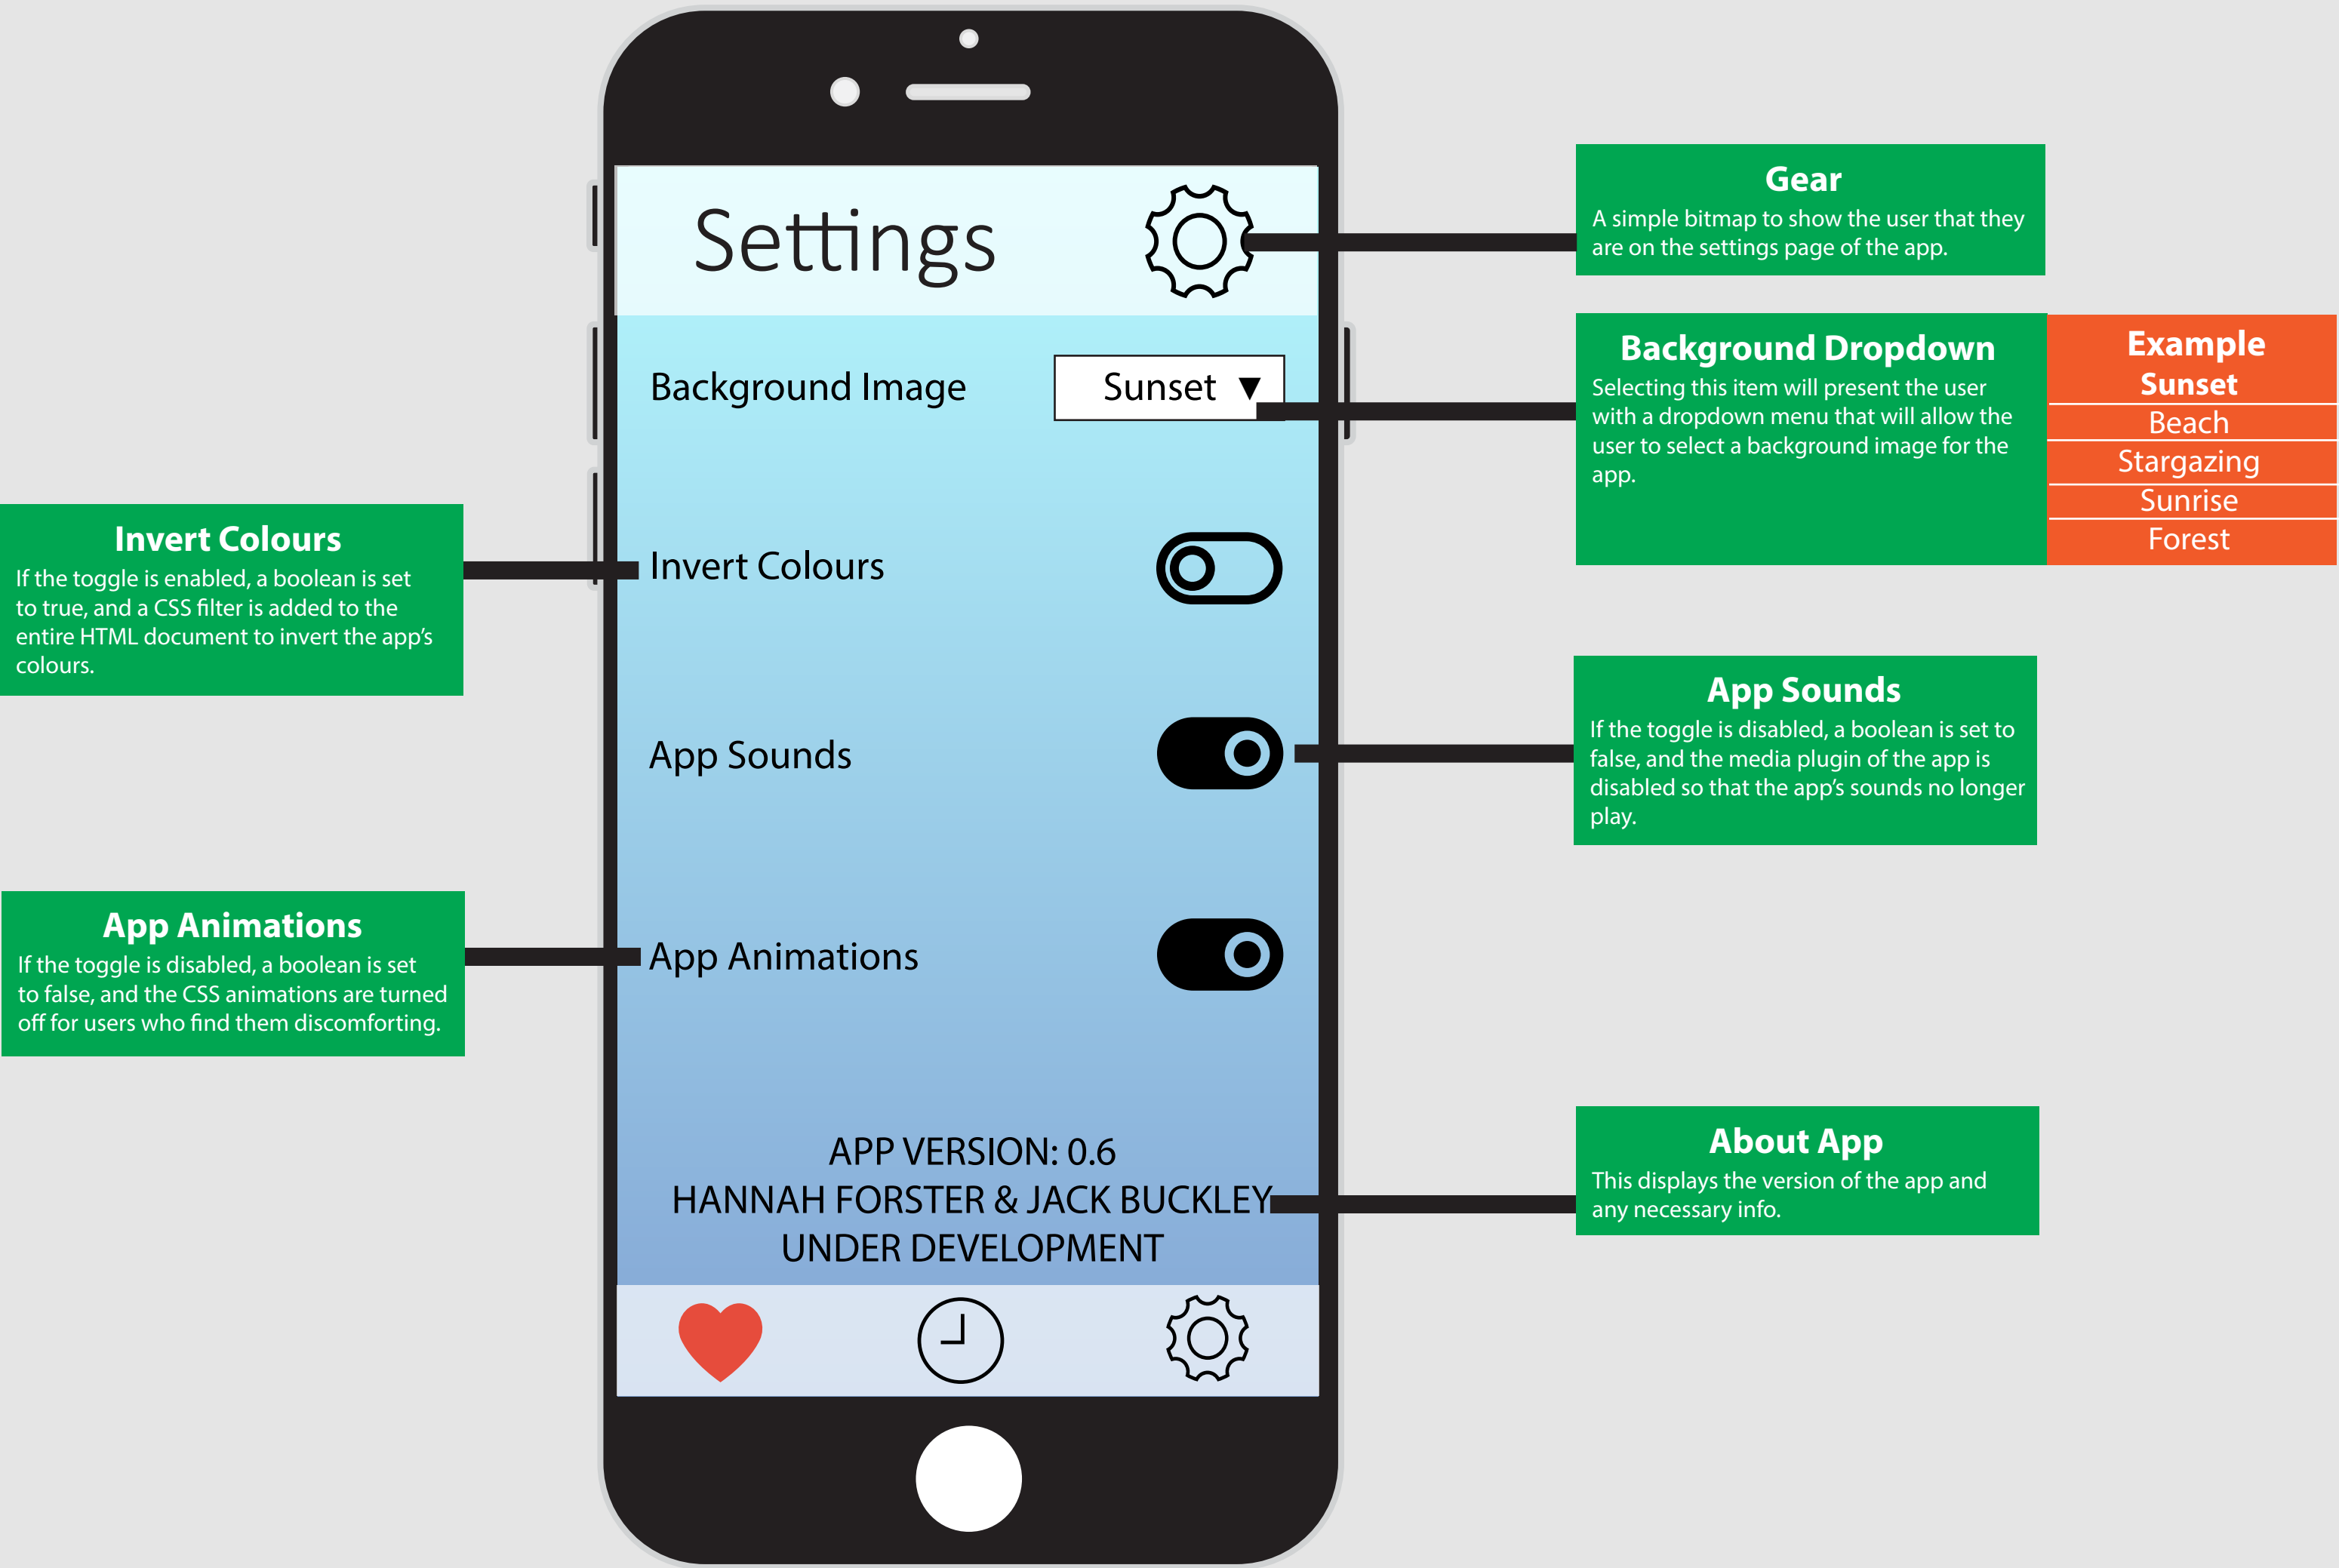 Settings
Background Image
Sunset ▼
Invert Colours
App Sounds
App Animations
APP VERSION: 0.6
HANNAH FORSTER & JACK BUCKLEY
UNDER DEVELOPMENT
Invert Colours
If the toggle is enabled, a boolean is set
to true, and a CSS filter is added to the
entire HTML document to invert the app's
colours.
App Animations
If the toggle is disabled, a boolean is set
to false, and the CSS animations are turned
off for users who find them discomforting.
Gear
A simple bitmap to show the user that they
are on the settings page of the app.
Background Dropdown
Selecting this item will present the user
with a dropdown menu that will allow the
user to select a background image for the
app.
Example
Sunset
Beach
Stargazing
Sunrise
Forest
App Sounds
If the toggle is disabled, a boolean is set to
false, and the media plugin of the app is
disabled so that the app's sounds no longer
play.
About App
This displays the version of the app and
any necessary info.